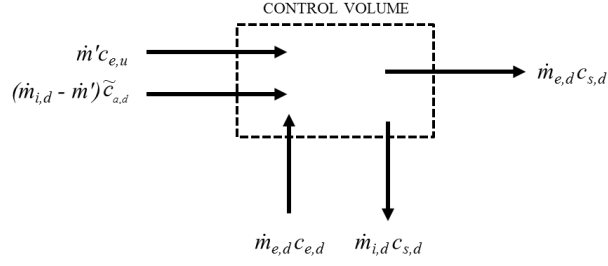 CONTROL VOLUME
ṁ'c_{e,u}
(ṁ_{i,d} - ṁ')c̃_{a,d}
ṁ_{e,d}c_{s,d}
ṁ_{e,d}c_{e,d} ṁ_{i,d}c_{s,d}